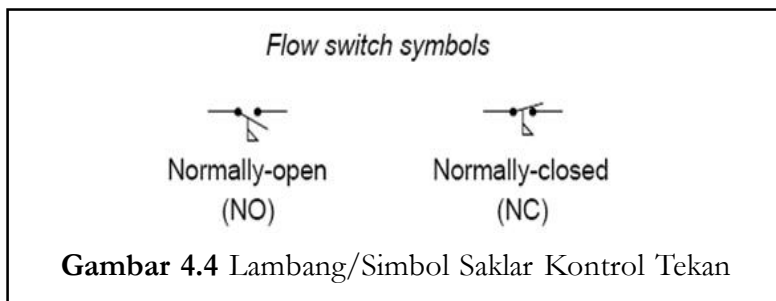 Flow switch symbols
Normally-open
(NO)
Normally-closed
(NC)
Gambar 4.4 Lambang/Simbol Saklar Kontrol Tekan